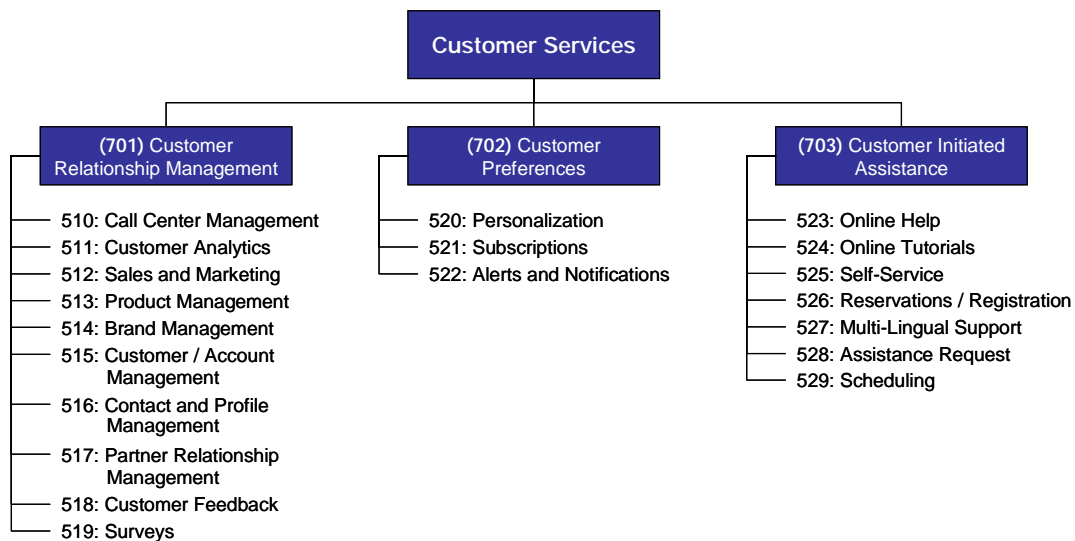 Customer Services
(701) Customer
Relationship Management
510: Call Center Management
511: Customer Analytics
512: Sales and Marketing
513: Product Management
514: Brand Management
515: Customer / Account
Management
516: Contact and Profile
Management
517: Partner Relationship
Management
518: Customer Feedback
519: Surveys
(702) Customer
Preferences
520: Personalization
521: Subscriptions
522: Alerts and Notifications
(703) Customer Initiated
Assistance
523: Online Help
524: Online Tutorials
525: Self-Service
526: Reservations / Registration
527: Multi-Lingual Support
528: Assistance Request
529: Scheduling